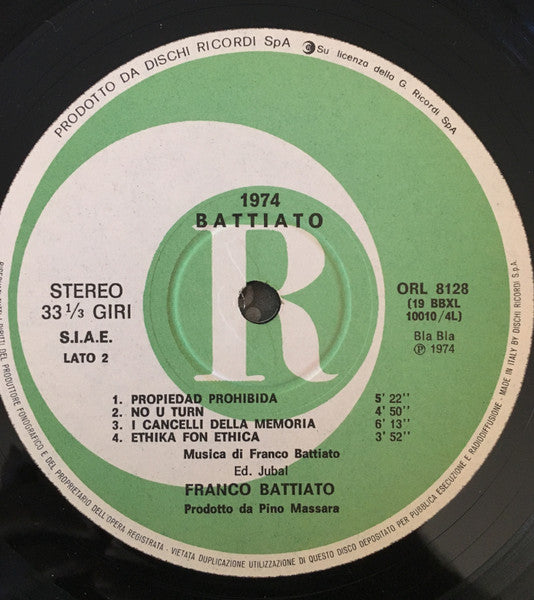 PRODOTTO DA DISCHI RICORDI SpA
Su licenza della G. Ricordi SpA
1974
BATTIATO
R
STEREO
33 1/3 GIRI
S.I.A.E.
LATO 2
ORL 8128
(19 BBXL
10010/4L)
Bla Bla
℗ 1974
1. PROPIEDAD PROHIBIDA 5' 22''
2. NO U TURN 4' 50''
3. I CANCELLI DELLA MEMORIA 6' 13''
4. ETHIKA FON ETHICA 3' 52''
Musica di Franco Battiato
Ed. Jubal
FRANCO BATTIATO
Prodotto da Pino Massara
DEL PRODUTTORE FONOGRAFICO E DEL PROPRIETARIO DELL'OPERA REGISTRATA - VIETATA DUPLICAZIONE UTILIZZAZIONE DI QUESTO DISCO DEPOSITATO PER PUBBLICA ESECUZIONE E RADIODIFFUSIONE - MADE IN ITALY BY DISCHI RICORDI S.p.A.